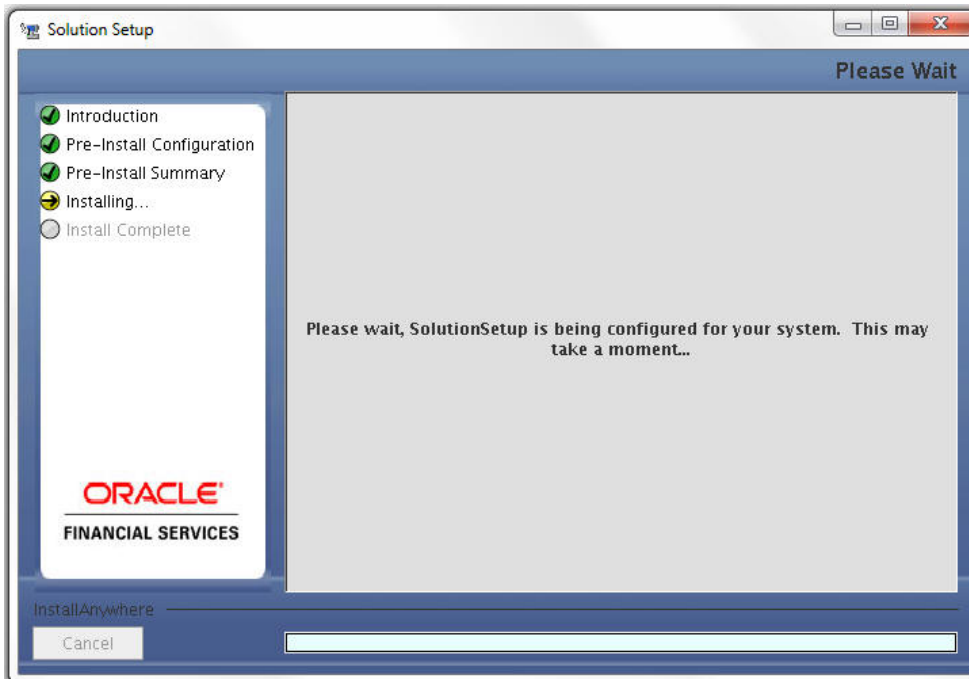 Solution Setup
Please Wait
Introduction
Pre-Install Configuration
Pre-Install Summary
Installing...
Install Complete
Please wait, SolutionSetup is being configured for your system.  This may
take a moment...
ORACLE'
FINANCIAL SERVICES
InstallAnywhere
Cancel